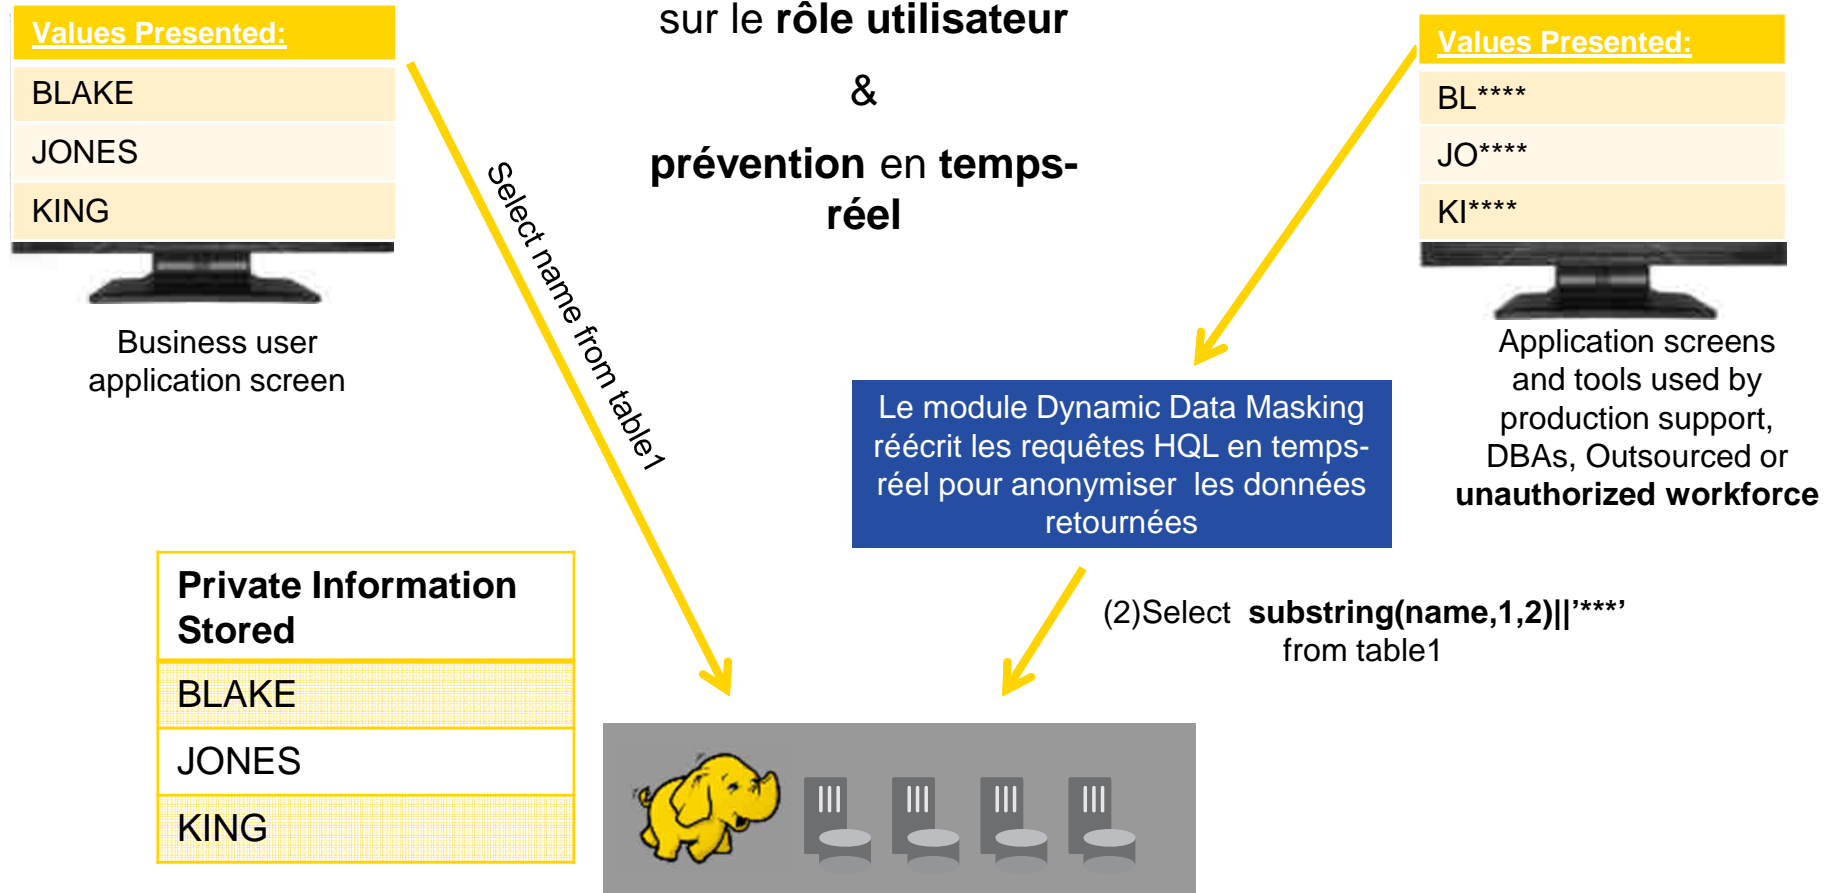 Values Presented:
BLAKE
JONES
KING
Business user
application screen
sur le rôle utilisateur
&
prévention en temps-
réel
Select name from table1
Values Presented:
BL****
JO****
KI****
Application screens
and tools used by
production support,
DBAs, Outsourced or
unauthorized workforce
Le module Dynamic Data Masking
réécrit les requêtes HQL en temps-
réel pour anonymiser les données
retournées
(2)Select substring(name,1,2)||’***’
from table1
Private Information
Stored
BLAKE
JONES
KING